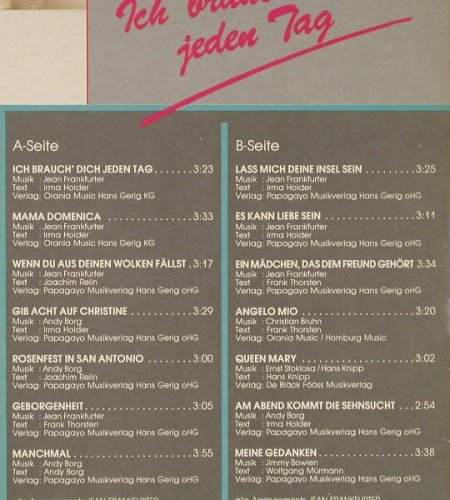 Ich
jeden Tag
A-Seite
ICH BRAUCH' DICH JEDEN TAG.......3:23
Musik : Jean Frankfurter
Text : Irma Holder
Verlag: Orania Music Hans Gerig KG
MAMA DOMENICA ..............3:33
Musik : Jean Frankfurter
Text : Irma Holder
Verlag: Orania Music Hans Gerig KG
WENN DU AUS DEINEN WOLKEN FÄLLST .3:17
Musik : Jean Frankfurter
Text : Joachim Relin
Verlag: Papagayo Musikverlag Hans Gerig oHG
GIB ACHT AUF CHRISTINE ...........3:29
Musik : Andy Borg
Text : Irma Holder
Verlag: Papagayo Musikverlag Hans Gerig oHG
ROSENFEST IN SAN ANTONIO ........3:00
Musik : Andy Borg
Text : Joachim Relin
Verlag: Papagayo Musikverlag Hans Gerig oHG
GEBORGENHEIT..................3:05
Musik : Jean Frankfurter
Text : Frank Thorsten
Verlag: Papagayo Musikverlag Hans Gerig oHG
MANCHMAL....................3:55
Musik : Andy Borg
Text : Andy Borg
Verlag: Papagayo Musikverlag Hans Gerig oHG
alle Arrangements JEAN FRANKFURTER
B-Seite
LASS MICH DEINE INSEL SEIN ........3:25
Musik : Jean Frankfurter
Text : Irma Holder
Verlag: Papagayo Musikverlag Hans Gerig oHG
ES KANN LIEBE SEIN ...............3:11
Musik : Jean Frankfurter
Text : Irma Holder
Verlag: Papagayo Musikverlag Hans Gerig oHG
EIN MÄDCHEN, DAS DEM FREUND GEHÖRT 3:34
Musik : Jean Frankfurter
Text : Frank Thorsten
Verlag: Papagayo Musikverlag Hans Gerig oHG
ANGELO MIO ...................3:20
Musik : Christian Bruhn
Text : Frank Thorsten
Verlag: Orania Music / Homburg Music
QUEEN MARY ...................3:02
Musik : Ernst Stoklosa / Hans Knipp
Text : Hans Knipp
Verlag: De Bläck Fööss Musikverlag
AM ABEND KOMMT DIE SEHNSUCHT ...2:54
Musik : Andy Borg
Text : Irma Holder
Verlag: Papagayo Musikverlag Hans Gerig oHG
MEINE GEDANKEN ................3:38
Musik : Jimmy Bowien
Text : Wolfgang Mürmann
Verlag: Papagayo Musikverlag Hans Gerig oHG
alle Arrangements JEAN FRANKFURTER